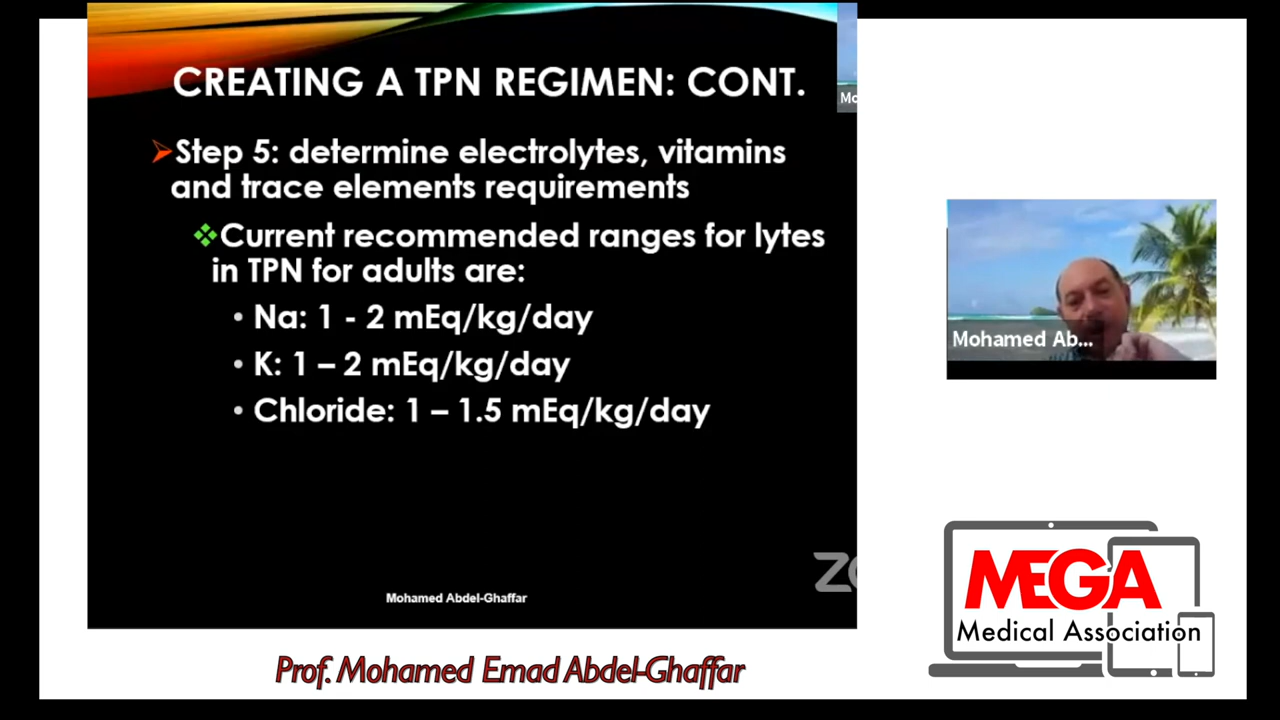 CREATING A TPN REGIMEN: CONT.
Mo
Step 5: determine electrolytes, vitamins
and trace elements requirements
Current recommended ranges for lytes
in TPN for adults are:
• Na: 1 - 2 mEq/kg/day
• K: 1 – 2 mEq/kg/day
• Chloride: 1 – 1.5 mEq/kg/day
Mohamed Abdel-Ghaffar
Mohamed Ab...
MEGA
Medical Association
Prof. Mohamed Emad Abdel-Ghaffar